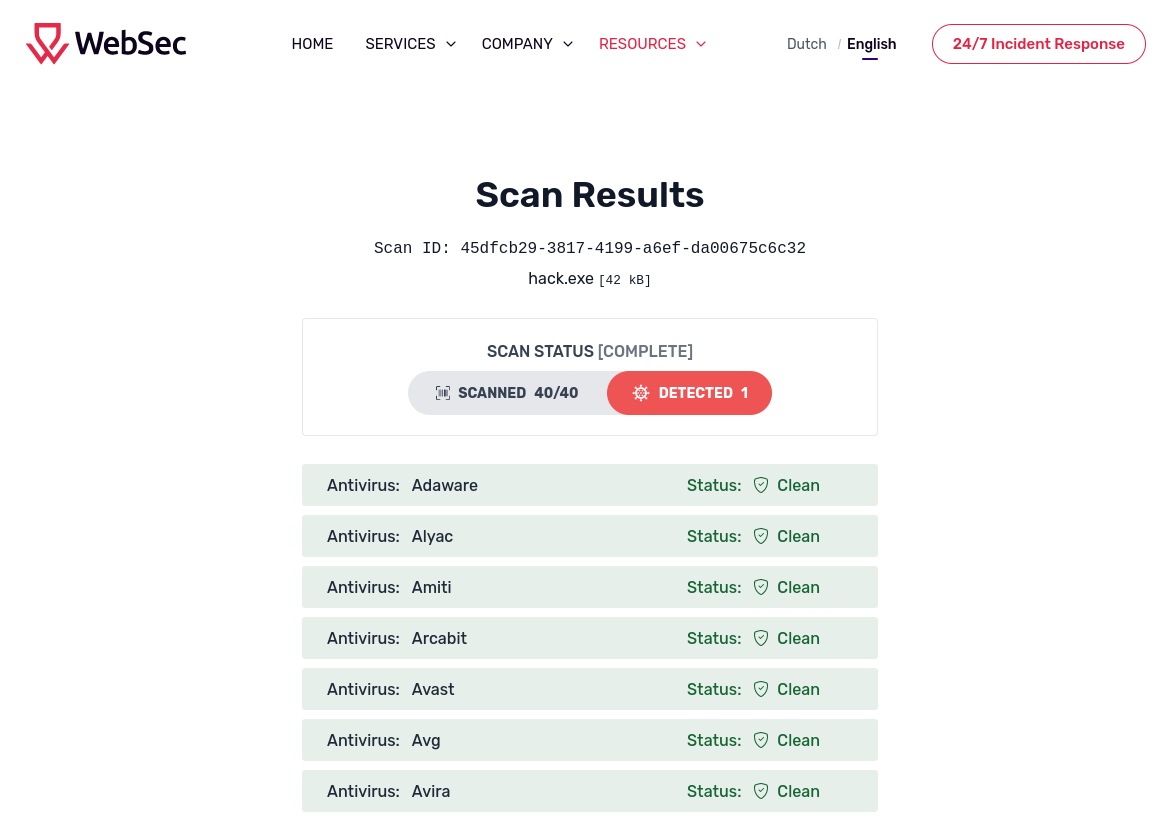 WebSec HOME SERVICES COMPANY RESOURCES Dutch / English 24/7 Incident Response
Scan Results
Scan ID: 45dfcb29-3817-4199-a6ef-da00675c6c32
hack.exe [42 kB]
SCAN STATUS [COMPLETE]
SCANNED 40/40 DETECTED 1
Antivirus: Adaware Status: Clean
Antivirus: Alyac Status: Clean
Antivirus: Amiti Status: Clean
Antivirus: Arcabit Status: Clean
Antivirus: Avast Status: Clean
Antivirus: Avg Status: Clean
Antivirus: Avira Status: Clean